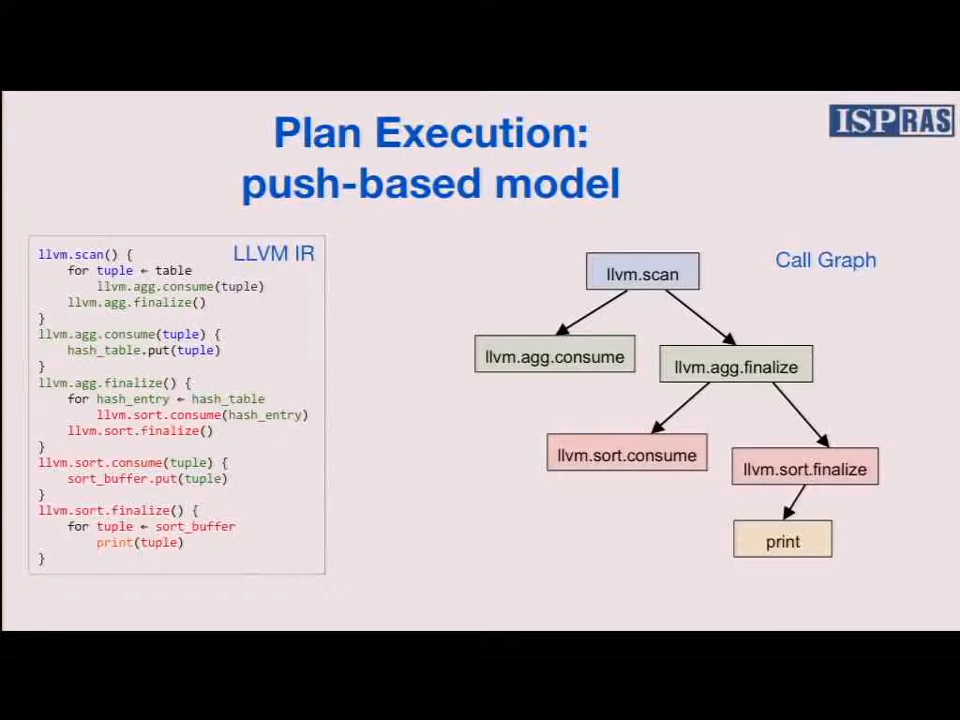 Plan Execution:
push-based model
ISPRAS
LLVM IR
llvm.scan() {
for tuple ← table
llvm.agg.consume(tuple)
llvm.agg.finalize()
}
llvm.agg.consume(tuple) {
hash_table.put(tuple)
}
llvm.agg.finalize() {
for hash_entry ← hash_table
llvm.sort.consume(hash_entry)
llvm.sort.finalize()
}
llvm.sort.consume(tuple) {
sort_buffer.put(tuple)
}
llvm.sort.finalize() {
for tuple ← sort_buffer
print(tuple)
}
Call Graph
llvm.scan
llvm.agg.consume
llvm.agg.finalize
llvm.sort.consume
llvm.sort.finalize
print